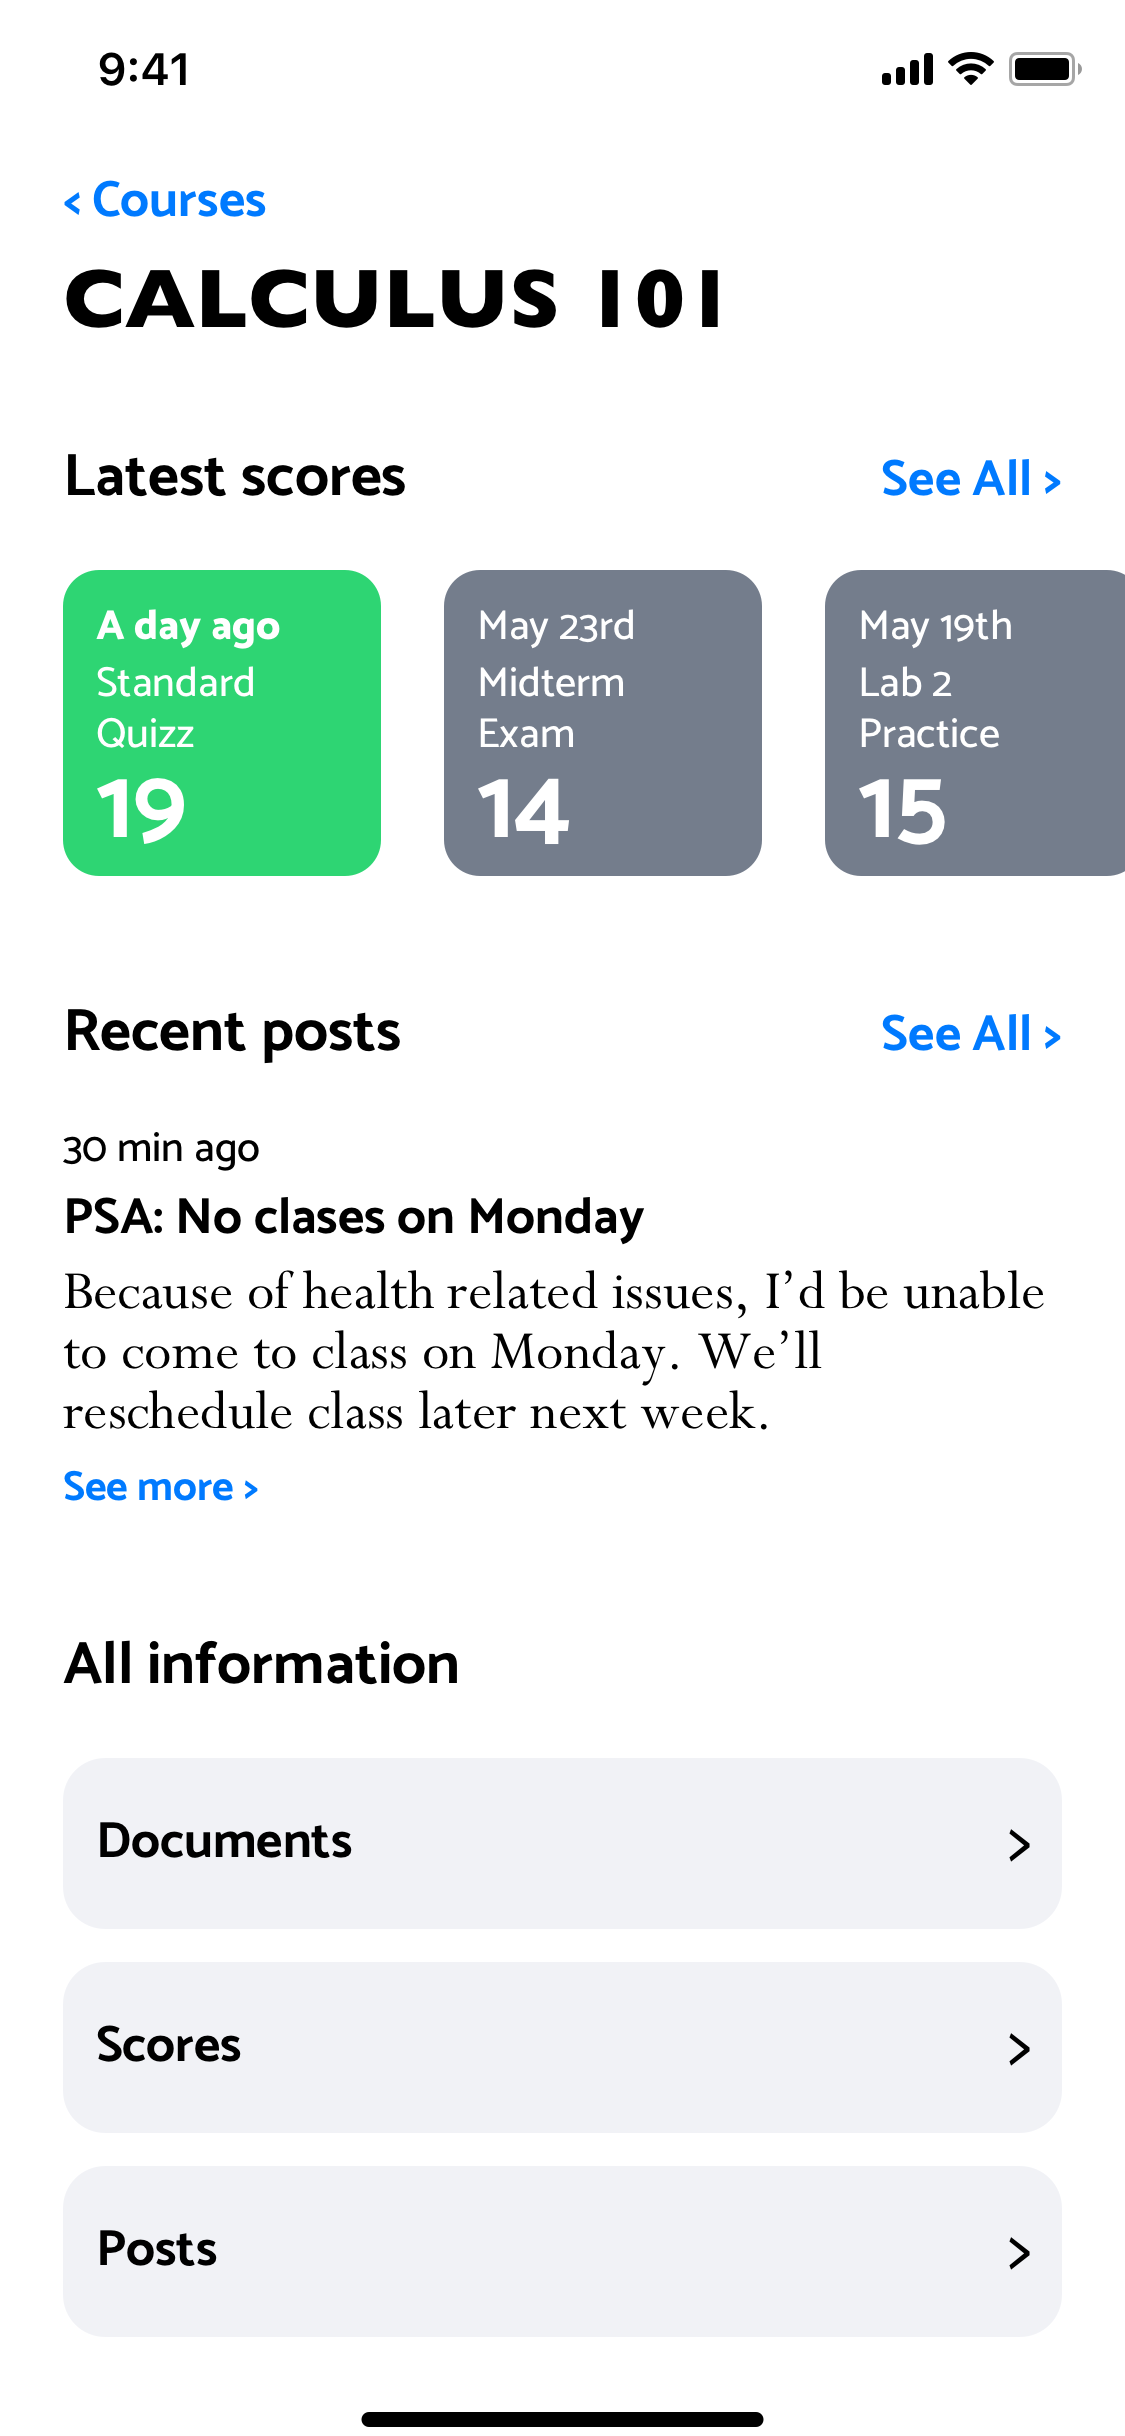 9:41
< Courses
CALCULUS 101
Latest scores
See All >
A day ago
Standard
Quizz
19
May 23rd
Midterm
Exam
14
May 19th
Lab 2
Practice
15
Recent posts
See All >
30 min ago
PSA: No clases on Monday
Because of health related issues, I’d be unable
to come to class on Monday. We’ll
reschedule class later next week.
See more >
All information
Documents >
Scores >
Posts >